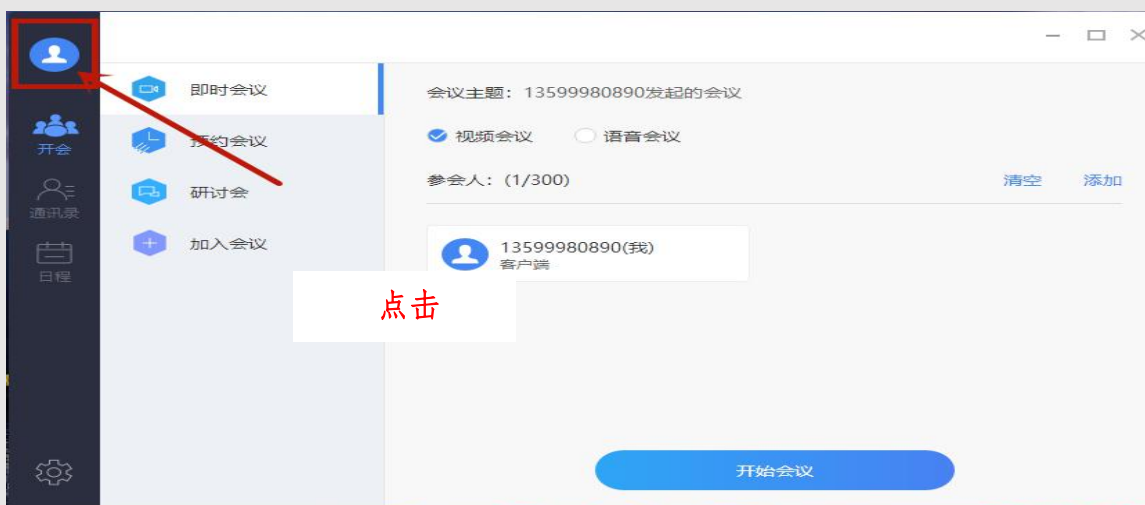 开会
通讯录
日程
即时会议
预约会议
研讨会
加入会议
会议主题：13599980890发起的会议
视频会议 语音会议
参会人：(1/300) 清空 添加
13599980890(我)
客户端
点击
开始会议